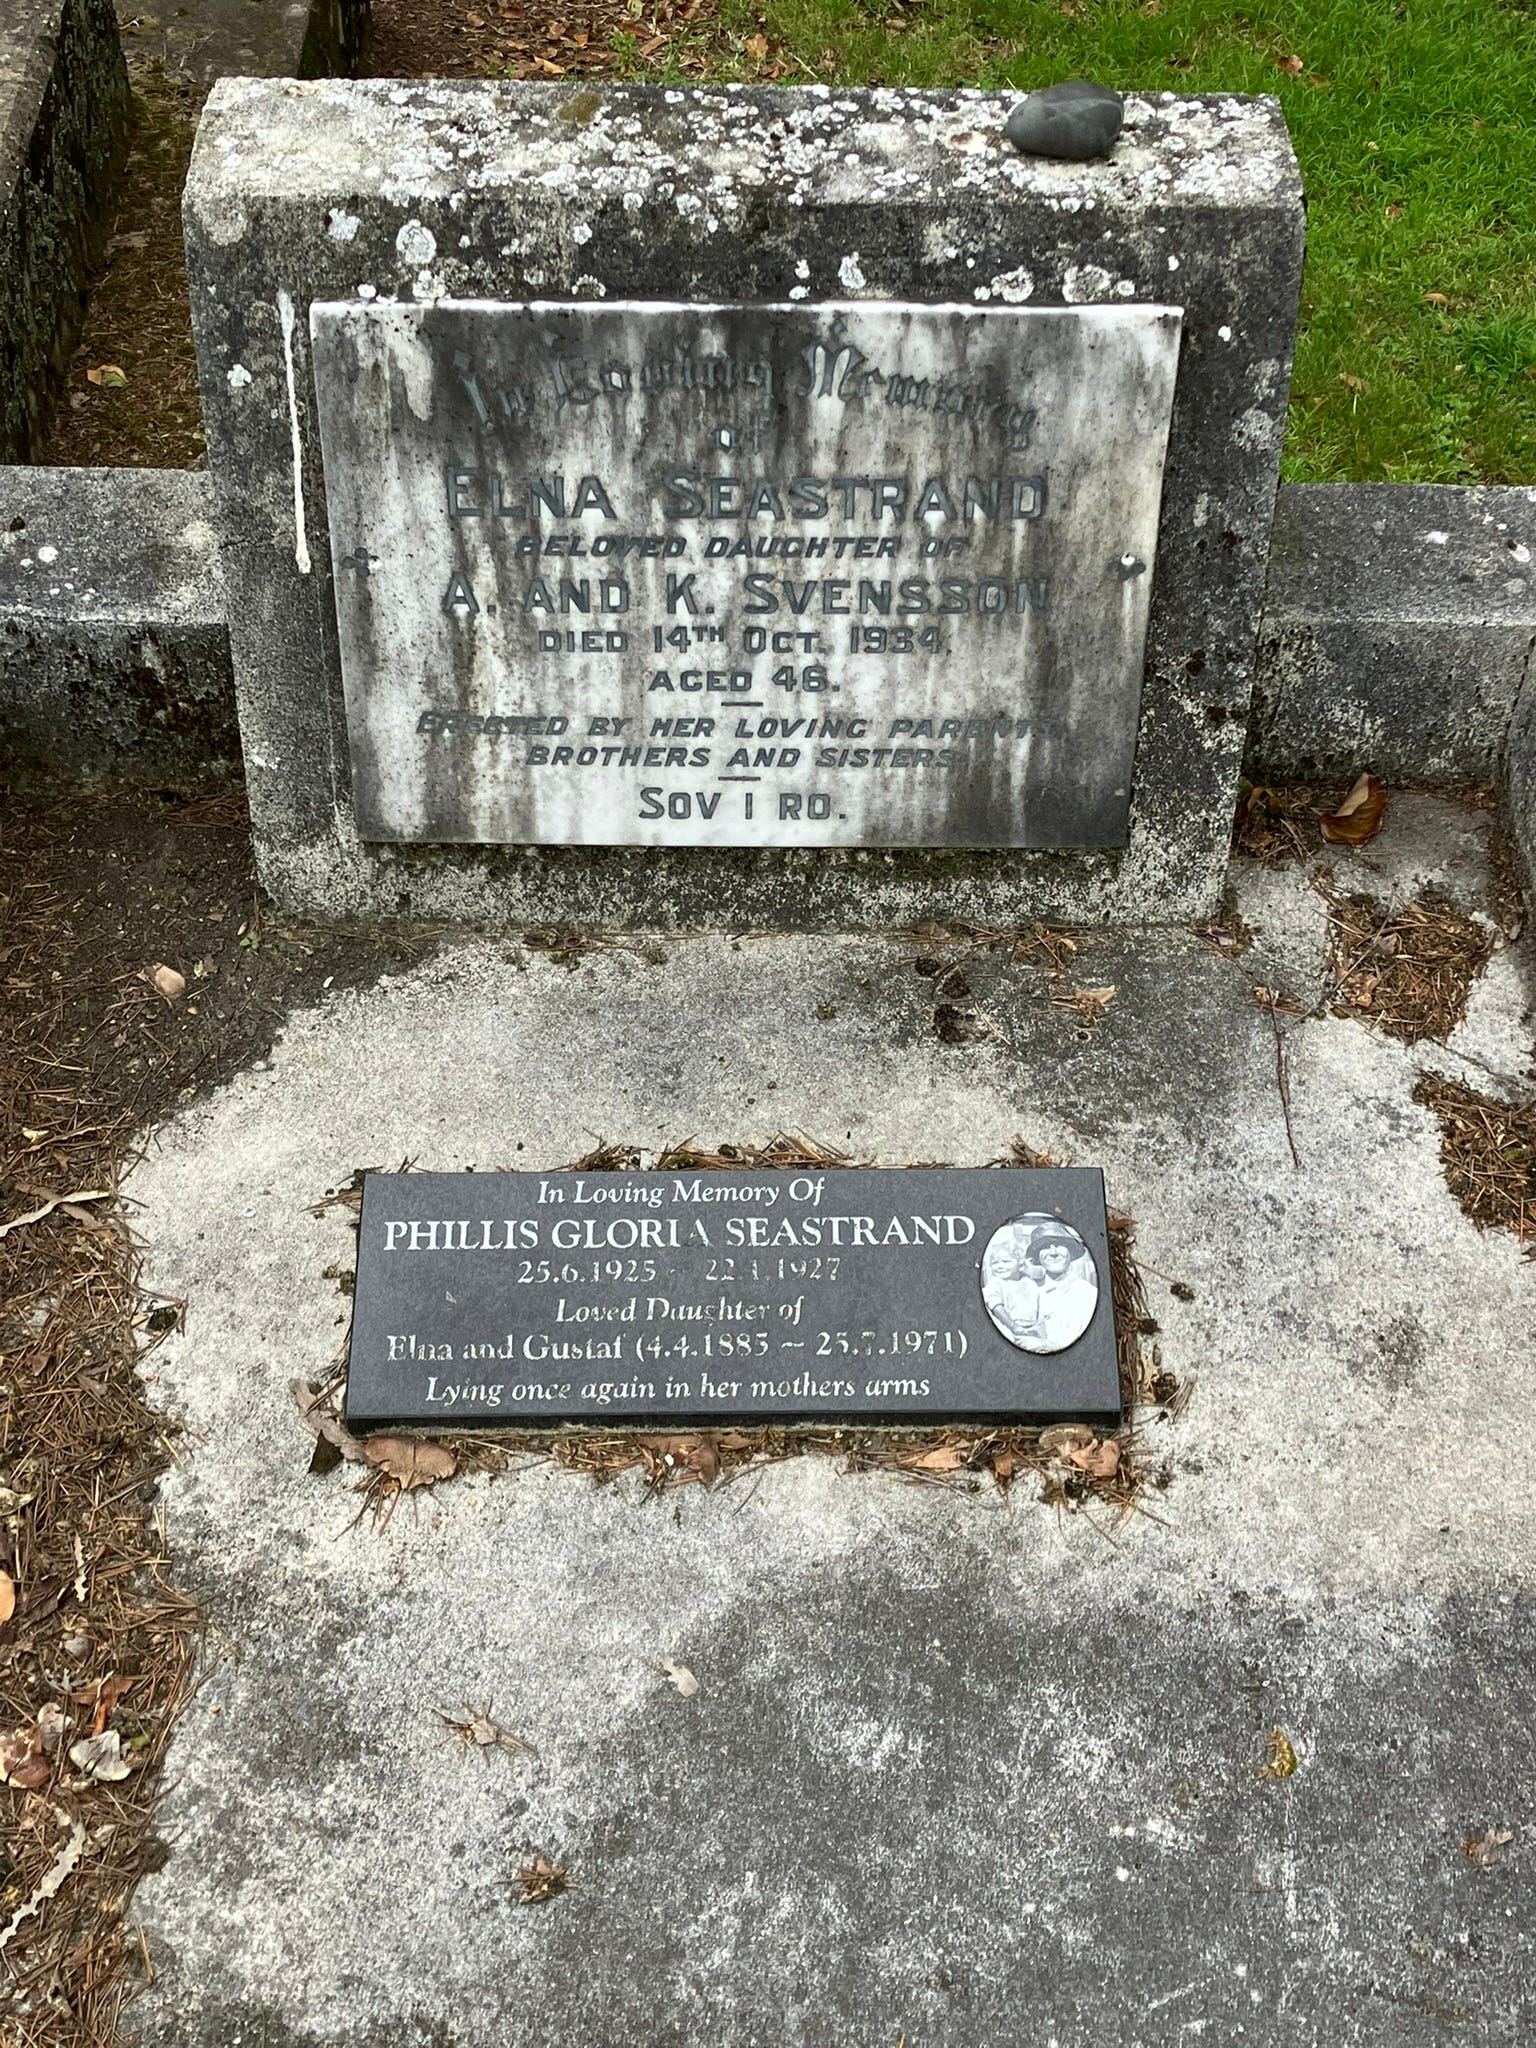 In Loving Memory
of
ELNA SEASTRAND
BELOVED DAUGHTER OF
A. AND K. SVENSSON
DIED 14TH OCT. 1934.
AGED 46.
ERECTED BY HER LOVING PARENTS,
BROTHERS AND SISTERS
SOV I RO.
In Loving Memory Of
PHILLIS GLORIA SEASTRAND
25.6.1925 ~ 22.1.1927
Loved Daughter of
Elna and Gustaf (4.4.1885 ~ 25.7.1971)
Lying once again in her mothers arms